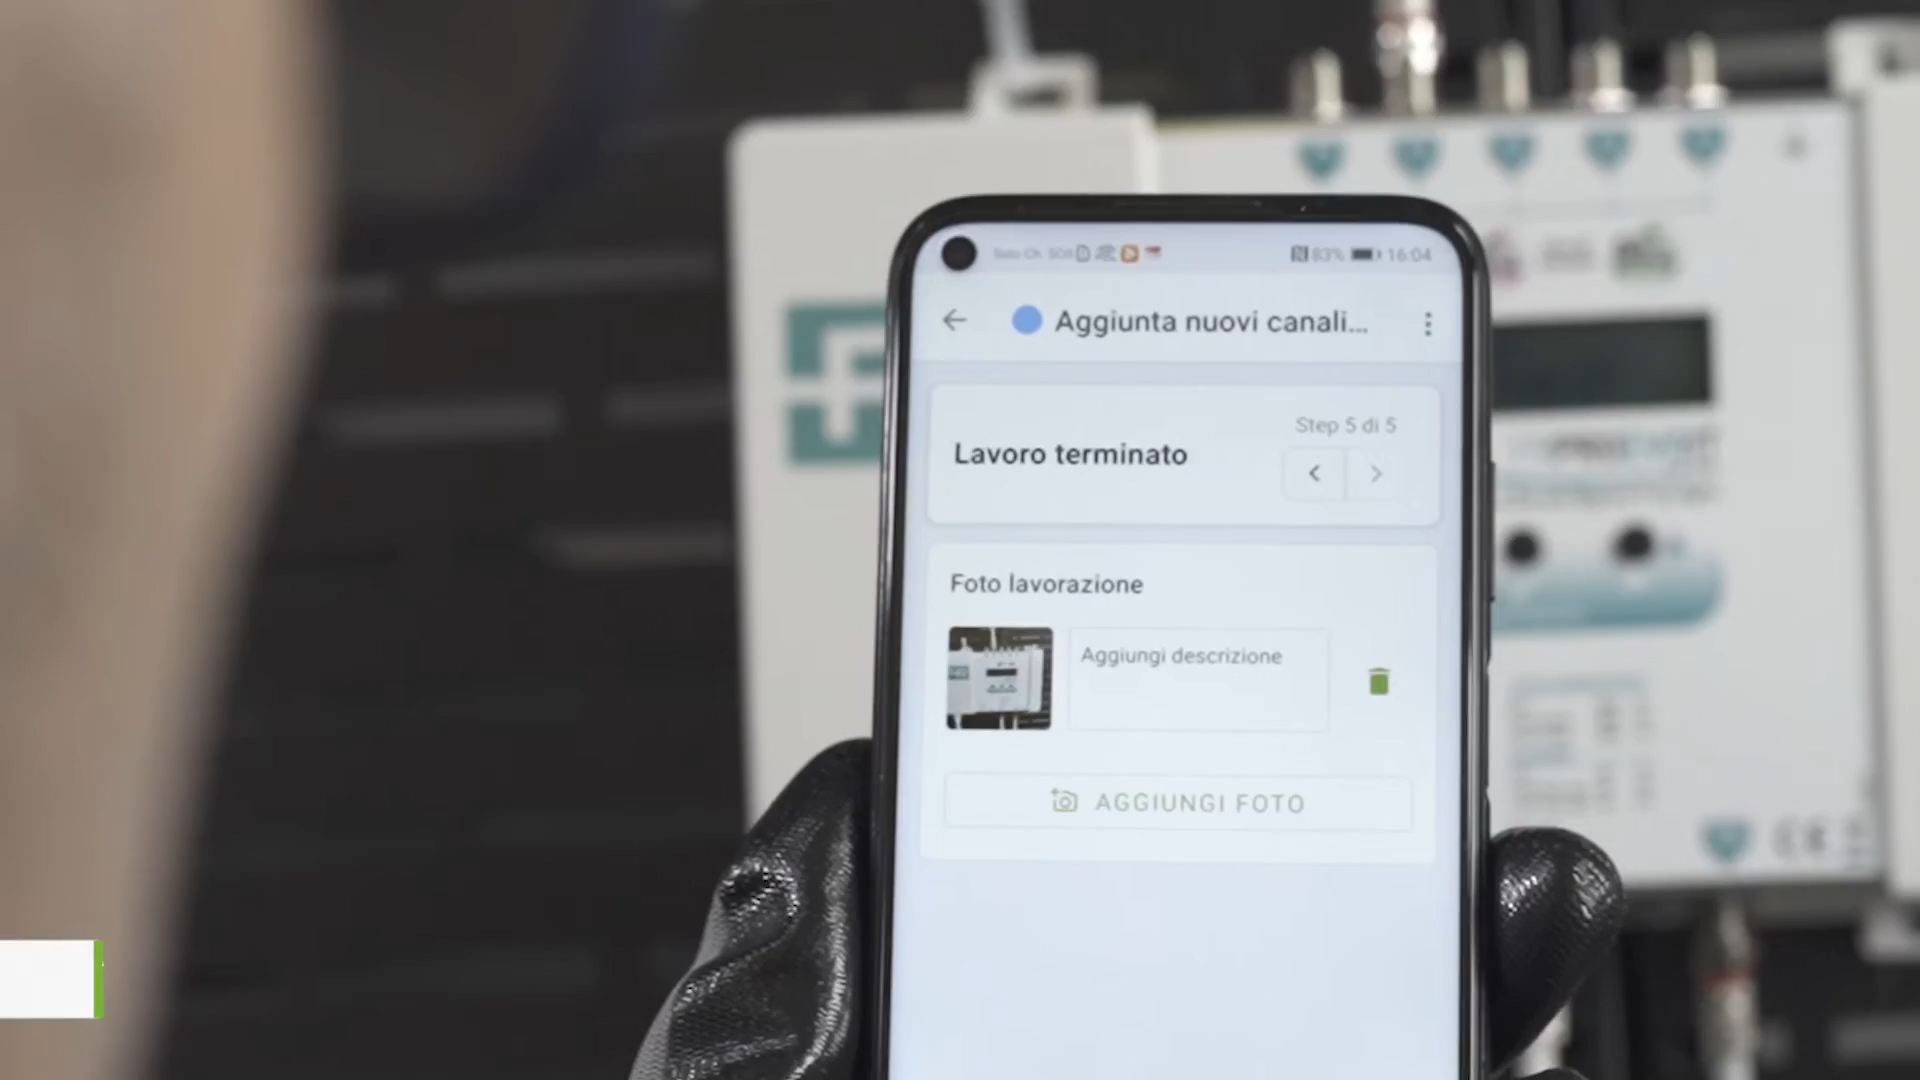 83% 16:04
Aggiunta nuovi canali...
Step 5 di 5
Lavoro terminato
Foto lavorazione
Aggiungi descrizione
AGGIUNGI FOTO